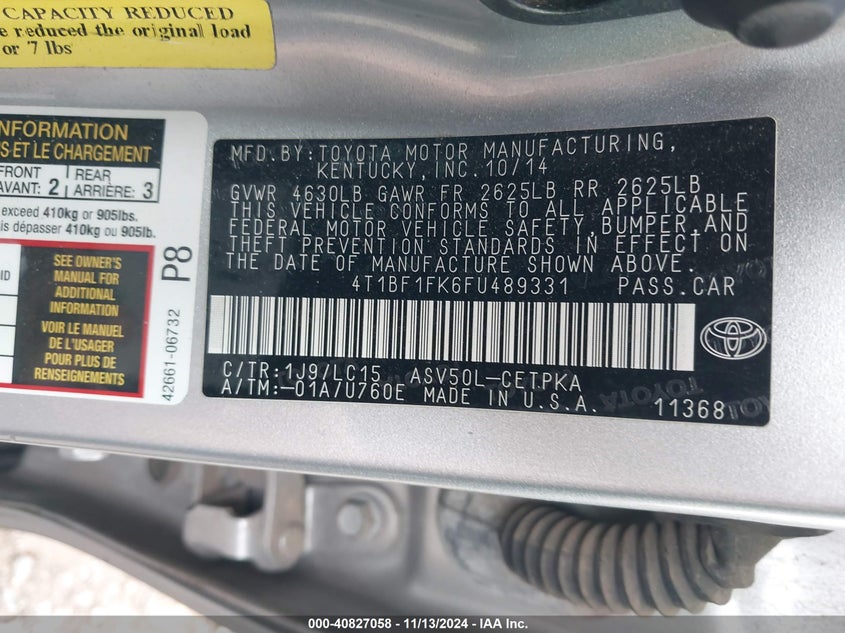 CAPACITY REDUCED
reduced the original load
or 7 lbs
INFORMATION
S ET LE CHARGEMENT
FRONT
AVANT: 2
REAR
ARRIÈRE: 3
exceed 410kg or 905lbs.
dépasser 410kg ou 905lb.
SEE OWNER'S
MANUAL FOR
ADDITIONAL
INFORMATION
VOIR LE MANUEL
DE L'USAGER
POUR PLUS DE
RENSEIGNEMENTS
P8
42661-06732
MFD.BY:TOYOTA MOTOR MANUFACTURING,
KENTUCKY, INC. 10/14
GVWR 4630LB GAWR FR 2625LB RR 2625LB
THIS VEHICLE CONFORMS TO ALL APPLICABLE
FEDERAL MOTOR VEHICLE SAFETY,BUMPER,AND
THEFT PREVENTION STANDARDS IN EFFECT ON
THE DATE OF MANUFACTURE SHOWN ABOVE.
4T1BF1FK6FU489331 PASS.CAR
C/TR:1J9/LC15 ASV50L-CETPKA
A/TM:-01A/U760E MADE IN U.S.A. 11368
TOYOTA
000-40827058 - 11/13/2024 - IAA Inc.